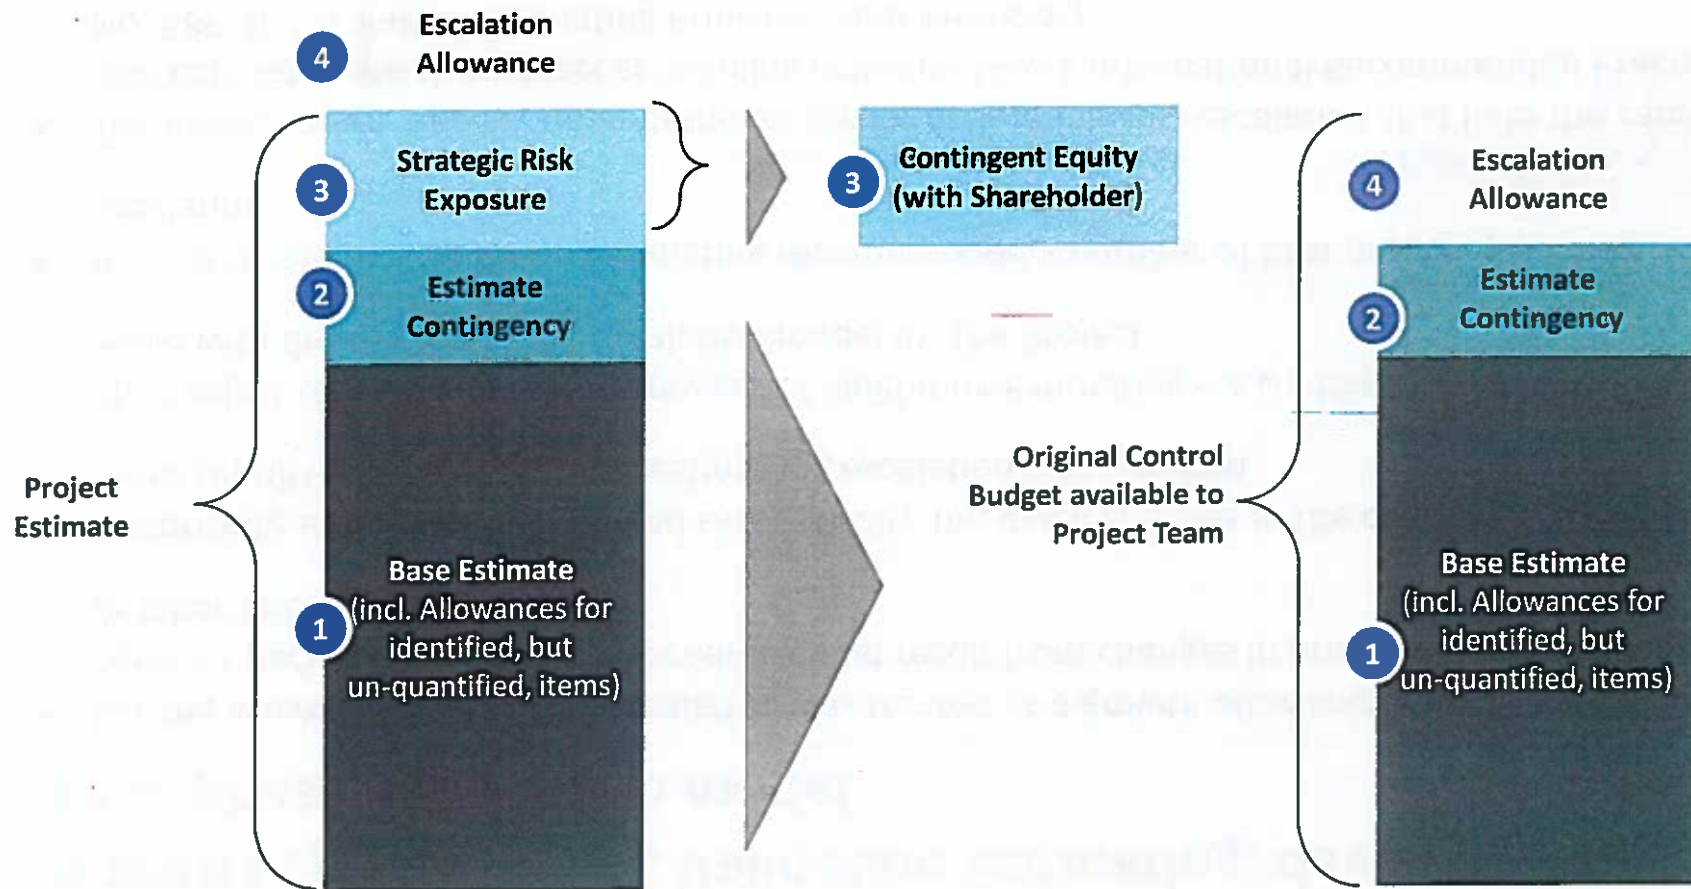 4
Escalation
Allowance
3
Strategic Risk
Exposure
2
Estimate
Contingency
Project
Estimate
1
Base Estimate
(incl. Allowances for
identified, but
un-quantified, items)
3
Contingent Equity
(with Shareholder)
Original Control
Budget available to
Project Team
4
Escalation
Allowance
2
Estimate
Contingency
1
Base Estimate
(incl. Allowances for
identified, but
un-quantified, items)